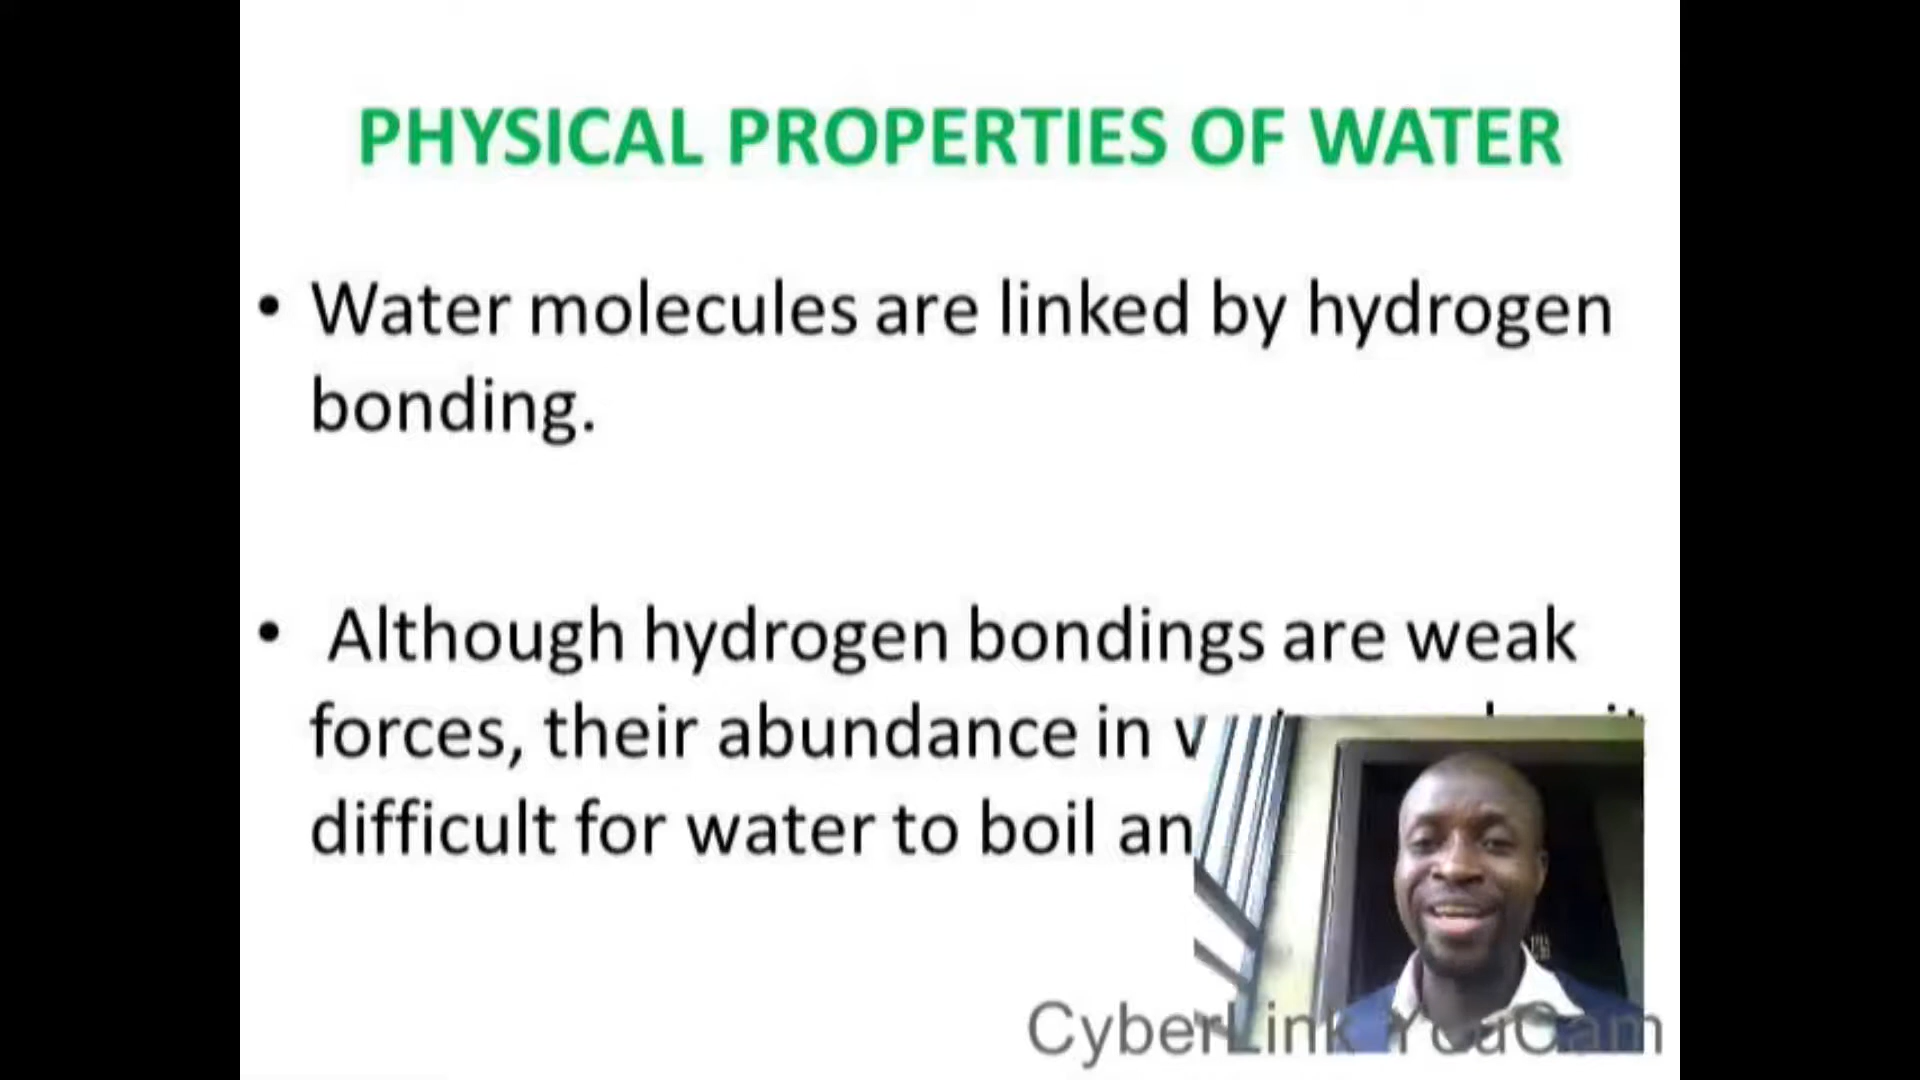 PHYSICAL PROPERTIES OF WATER
• Water molecules are linked by hydrogen
bonding.
• Although hydrogen bondings are weak
forces, their abundance in
difficult for water to boil
CyberLink YouCam